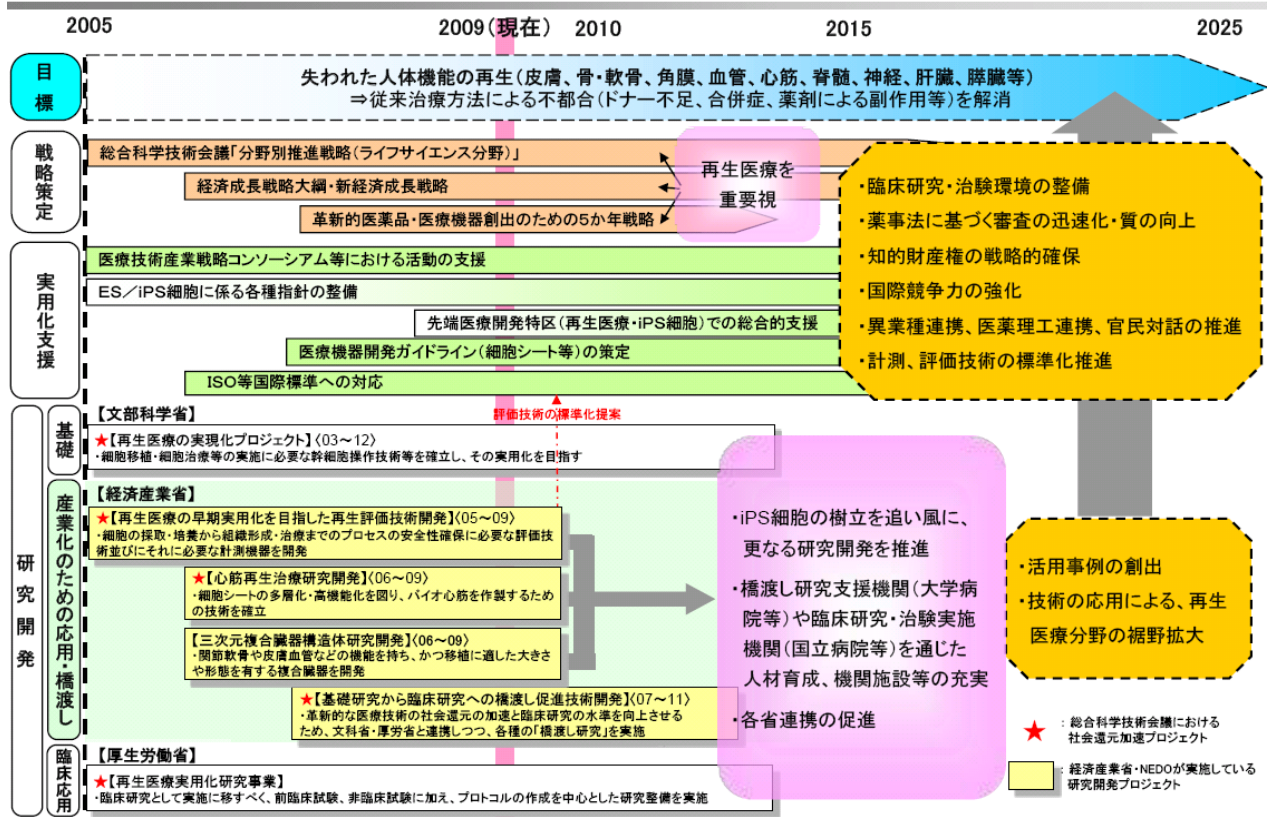 2005
2009(現在)
2010
2015
2025
目標
失われた人体機能の再生(皮膚、骨・軟骨、角膜、血管、心筋、脊髄、神経、肝臓、膵臓等)
⇒従来治療方法による不都合(ドナー不足、合併症、薬剤による副作用等)を解消
戦略策定
総合科学技術会議「分野別推進戦略(ライフサイエンス分野)」
経済成長戦略大綱・新経済成長戦略
革新的医薬品・医療機器創出のための5か年戦略
再生医療を
重要視
実用化支援
医療技術産業戦略コンソーシアム等における活動の支援
ES/iPS細胞に係る各種指針の整備
先端医療開発特区(再生医療・iPS細胞)での総合的支援
医療機器開発ガイドライン(細胞シート等)の策定
ISO等国際標準への対応
・臨床研究・治験環境の整備
・薬事法に基づく審査の迅速化・質の向上
・知的財産権の戦略的確保
・国際競争力の強化
・異業種連携、医薬理工連携、官民対話の推進
・計測、評価技術の標準化推進
評価技術の標準化提案
研究開発
基礎
【文部科学省】
★【再生医療の実現化プロジェクト】〈03~12〉
・細胞移植・細胞治療等の実施に必要な幹細胞操作技術等を確立し、その実用化を目指す
産業化のための応用・橋渡し
【経済産業省】
★【再生医療の早期実用化を目指した再生評価技術開発】〈05~09〉
・細胞の採取・培養から組織形成・治療までのプロセスの安全性確保に必要な評価技
術並びにそれに必要な計測機器を開発
★【心筋再生治療研究開発】〈06~09〉
・細胞シートの多層化・高機能化を図り、バイオ心筋を作製するため
の技術を確立
【三次元複合臓器構造体研究開発】〈06~09〉
・関節軟骨や皮膚血管などの機能を持ち、かつ移植に適した大きさ
や形態を有する複合臓器を開発
★【基礎研究から臨床研究への橋渡し促進技術開発】〈07~11〉
・革新的な医療技術の社会還元の加速と臨床研究の水準を向上させる
ため、文科省・厚労省と連携しつつ、各種の「橋渡し研究」を実施
臨床応用
【厚生労働省】
★【再生医療実用化研究事業】
・臨床研究として実施に移すべく、前臨床試験、非臨床試験に加え、プロトコルの作成を中心とした研究整備を実施
・iPS細胞の樹立を追い風に、
更なる研究開発を推進
・橋渡し研究支援機関(大学病
院等)や臨床研究・治験実施
機関(国立病院等)を通じた
人材育成、機関施設等の充実
・各省連携の促進
・活用事例の創出
・技術の応用による、再生
医療分野の裾野拡大
★ :総合科学技術会議における
社会還元加速プロジェクト
:経済産業省・NEDOが実施している
研究開発プロジェクト